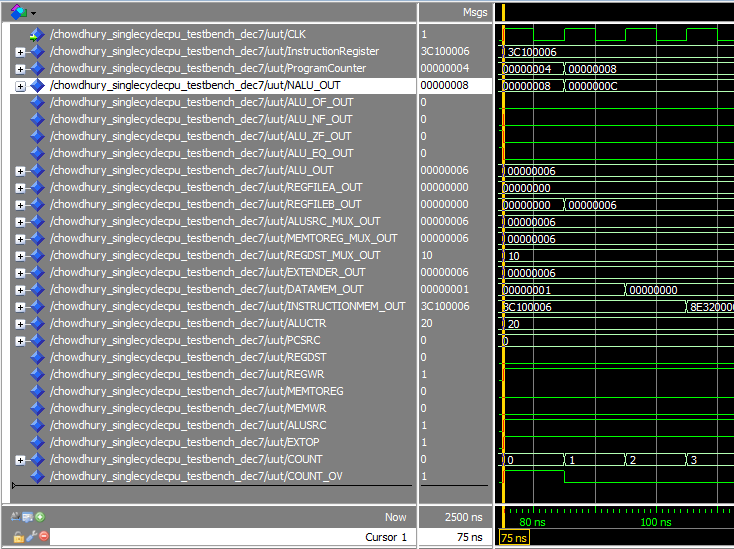 Msgs
/chowdhury_singlecyclecpu_testbench_dec7/uut/CLK 1
/chowdhury_singlecyclecpu_testbench_dec7/uut/InstructionRegister 3C100006 3C100006
/chowdhury_singlecyclecpu_testbench_dec7/uut/ProgramCounter 00000004 00000004 00000008
/chowdhury_singlecyclecpu_testbench_dec7/uut/NALU_OUT 00000008 00000008 0000000C
/chowdhury_singlecyclecpu_testbench_dec7/uut/ALU_OF_OUT 0
/chowdhury_singlecyclecpu_testbench_dec7/uut/ALU_NF_OUT 0
/chowdhury_singlecyclecpu_testbench_dec7/uut/ALU_ZF_OUT 0
/chowdhury_singlecyclecpu_testbench_dec7/uut/ALU_EQ_OUT 0
/chowdhury_singlecyclecpu_testbench_dec7/uut/ALU_OUT 00000006 00000006
/chowdhury_singlecyclecpu_testbench_dec7/uut/REGFILEA_OUT 00000000 00000000
/chowdhury_singlecyclecpu_testbench_dec7/uut/REGFILEB_OUT 00000000 00000000 00000006
/chowdhury_singlecyclecpu_testbench_dec7/uut/ALUSRC_MUX_OUT 00000006 00000006
/chowdhury_singlecyclecpu_testbench_dec7/uut/MEMTOREG_MUX_OUT 00000006 00000006
/chowdhury_singlecyclecpu_testbench_dec7/uut/REGDST_MUX_OUT 10 10
/chowdhury_singlecyclecpu_testbench_dec7/uut/EXTENDER_OUT 00000006 00000006
/chowdhury_singlecyclecpu_testbench_dec7/uut/DATAMEM_OUT 00000001 00000001 00000000
/chowdhury_singlecyclecpu_testbench_dec7/uut/INSTRUCTIONMEM_OUT 3C100006 3C100006 8E320000
/chowdhury_singlecyclecpu_testbench_dec7/uut/ALUCTR 20 20
/chowdhury_singlecyclecpu_testbench_dec7/uut/PCSRC 0 0
/chowdhury_singlecyclecpu_testbench_dec7/uut/REGDST 0
/chowdhury_singlecyclecpu_testbench_dec7/uut/REGWR 1
/chowdhury_singlecyclecpu_testbench_dec7/uut/MEMTOREG 0
/chowdhury_singlecyclecpu_testbench_dec7/uut/MEMWR 0
/chowdhury_singlecyclecpu_testbench_dec7/uut/ALUSRC 1
/chowdhury_singlecyclecpu_testbench_dec7/uut/EXTOP 1
/chowdhury_singlecyclecpu_testbench_dec7/uut/COUNT 0 0 1 2 3
/chowdhury_singlecyclecpu_testbench_dec7/uut/COUNT_OV 1
Now 2500 ns 80 ns 100 ns
Cursor 1 75 ns 75 ns